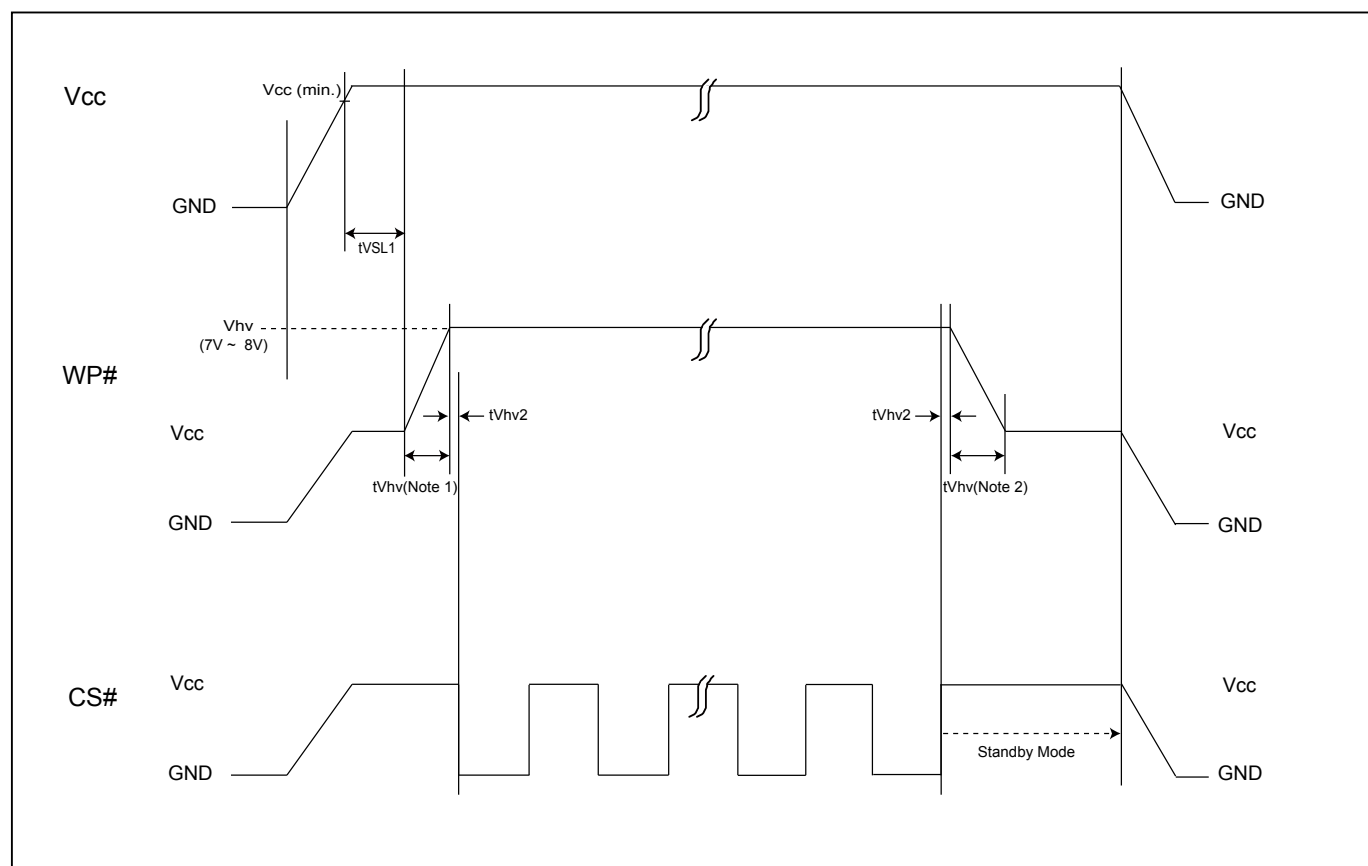 Vcc
Vcc (min.)
GND
GND
tVSL1
Vhv
(7V ~ 8V)
WP#
tVhv2
tVhv2
Vcc
Vcc
tVhv(Note 1)
tVhv(Note 2)
GND
GND
CS#
Vcc
Vcc
Standby Mode
GND
GND